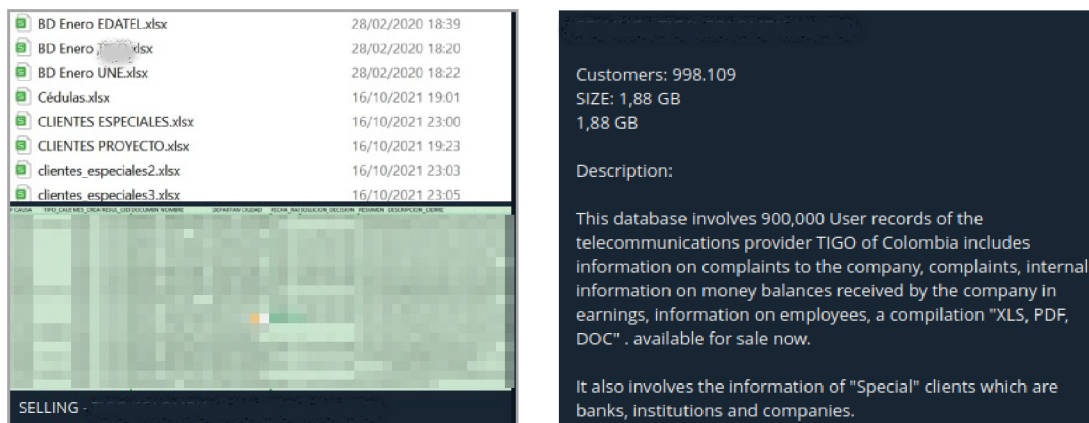 BD Enero EDATEL.xlsx 28/02/2020 18:39
BD Enero .xlsx 28/02/2020 18:20
BD Enero UNE.xlsx 28/02/2020 18:22
Cédulas.xlsx 16/10/2021 19:01
CLIENTES ESPECIALES.xlsx 16/10/2021 23:00
CLIENTES PROYECTO.xlsx 16/10/2021 19:23
clientes_especiales2.xlsx 16/10/2021 23:03
clientes_especiales3.xlsx 16/10/2021 23:05
CAUSA NOMBRE CIUDAD RESUMEN
SELLING -
Customers: 998.109
SIZE: 1,88 GB
1,88 GB
Description:
This database involves 900,000 User records of the
telecommunications provider TIGO of Colombia includes
information on complaints to the company, complaints, internal
information on money balances received by the company in
earnings, information on employees, a compilation "XLS, PDF,
DOC" . available for sale now.
It also involves the information of "Special" clients which are
banks, institutions and companies.